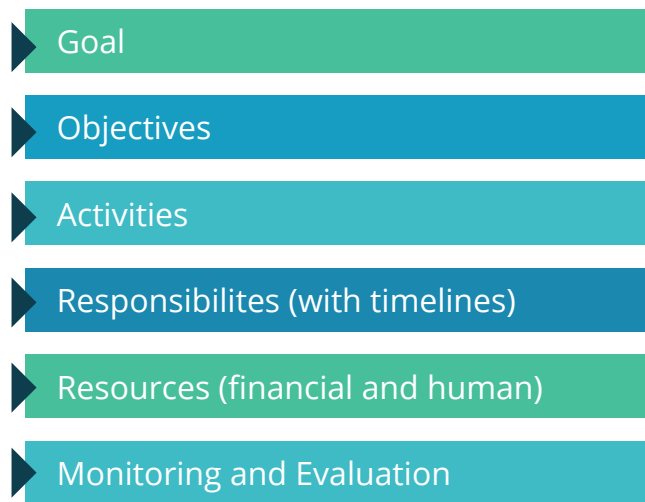 Goal
Objectives
Activities
Responsibilites (with timelines)
Resources (financial and human)
Monitoring and Evaluation